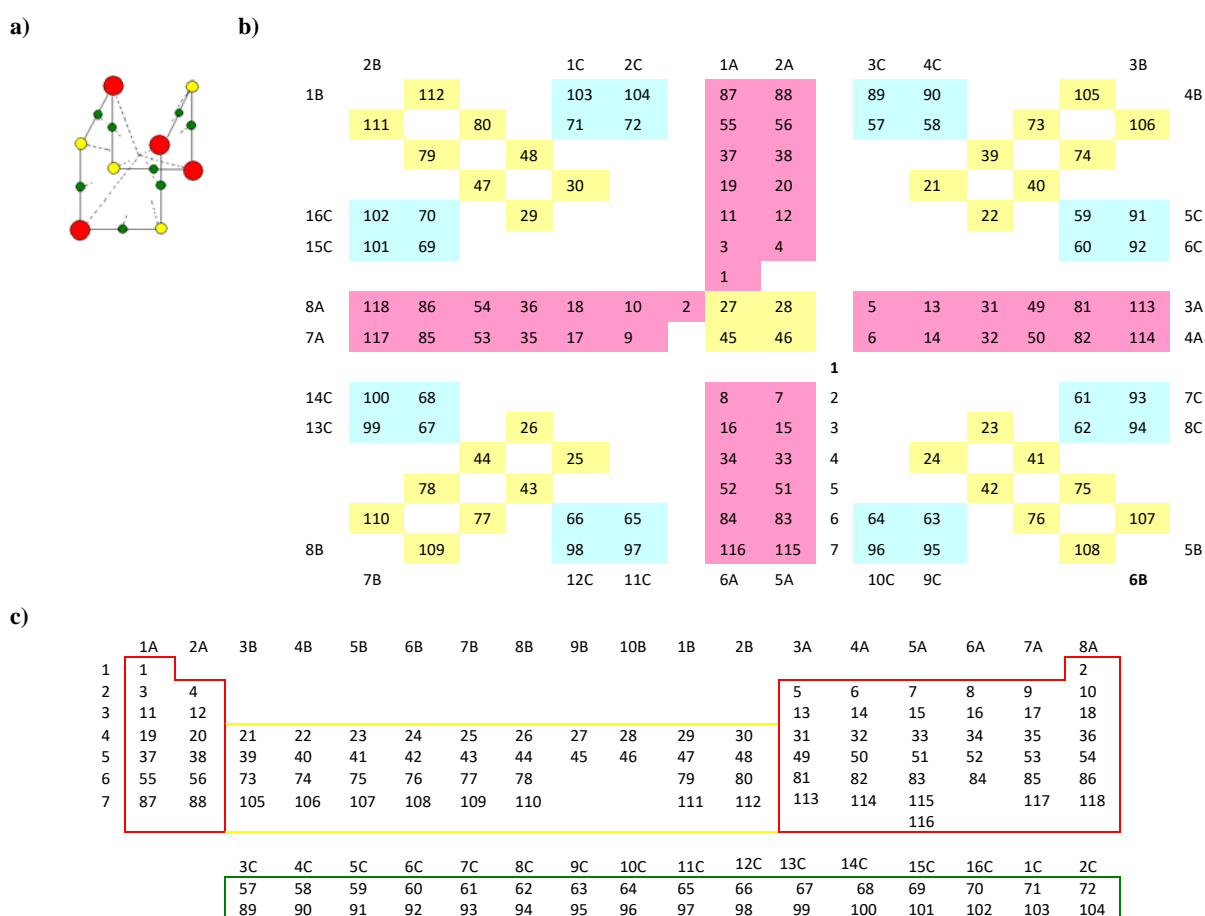 a)
b)
2B 1C 2C 1A 2A 3C 4C 3B
1B 112 103 104 87 88 89 90 105 4B
111 80 71 72 55 56 57 58 73 106
79 48 37 38 39 74
47 30 19 20 21 40
16C 102 70 29 11 12 22 59 91 5C
15C 101 69 3 4 60 92 6C
1
8A 118 86 54 36 18 10 2 27 28 5 13 31 49 81 113 3A
7A 117 85 53 35 17 9 45 46 6 14 32 50 82 114 4A
1
14C 100 68 8 7 2 61 93 7C
13C 99 67 26 16 15 3 23 62 94 8C
44 25 34 33 4 24 41
78 43 52 51 5 42 75
110 77 66 65 84 83 6 64 63 76 107
8B 109 98 97 116 115 7 96 95 108 5B
7B 12C 11C 6A 5A 10C 9C 6B
c)
1A 2A 3B 4B 5B 6B 7B 8B 9B 10B 1B 2B 3A 4A 5A 6A 7A 8A
1 1 2
2 3 4 5 6 7 8 9 10
3 11 12 13 14 15 16 17 18
4 19 20 21 22 23 24 25 26 27 28 29 30 31 32 33 34 35 36
5 37 38 39 40 41 42 43 44 45 46 47 48 49 50 51 52 53 54
6 55 56 73 74 75 76 77 78 79 80 81 82 83 84 85 86
7 87 88 105 106 107 108 109 110 111 112 113 114 115 117 118
116
3C 4C 5C 6C 7C 8C 9C 10C 11C 12C 13C 14C 15C 16C 1C 2C
57 58 59 60 61 62 63 64 65 66 67 68 69 70 71 72
89 90 91 92 93 94 95 96 97 98 99 100 101 102 103 104